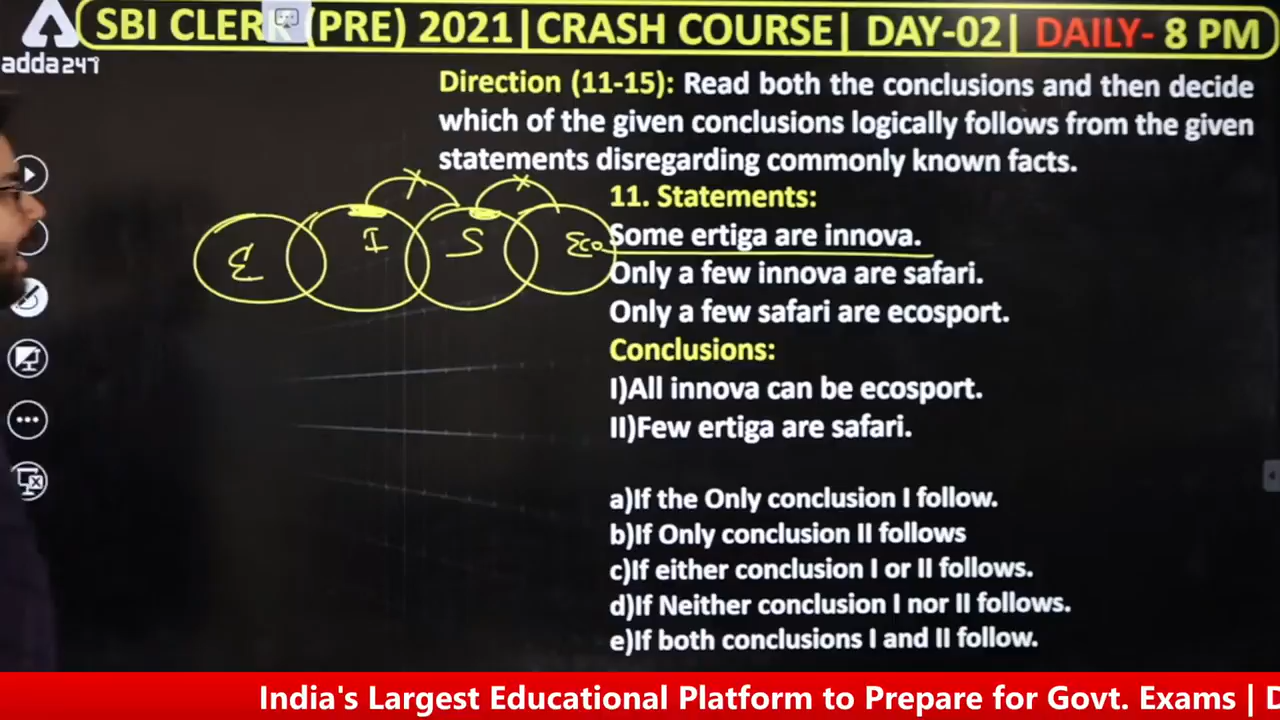 SBI CLERK (PRE) 2021|CRASH COURSE| DAY-02| DAILY- 8 PM
adda247
Direction (11-15): Read both the conclusions and then decide
which of the given conclusions logically follows from the given
statements disregarding commonly known facts.
11. Statements:
Some ertiga are innova.
Only a few innova are safari.
Only a few safari are ecosport.
E I S Eco
Conclusions:
I)All innova can be ecosport.
II)Few ertiga are safari.
a)If the Only conclusion I follow.
b)If Only conclusion II follows
c)If either conclusion I or II follows.
d)If Neither conclusion I nor II follows.
e)If both conclusions I and II follow.
India's Largest Educational Platform to Prepare for Govt. Exams |